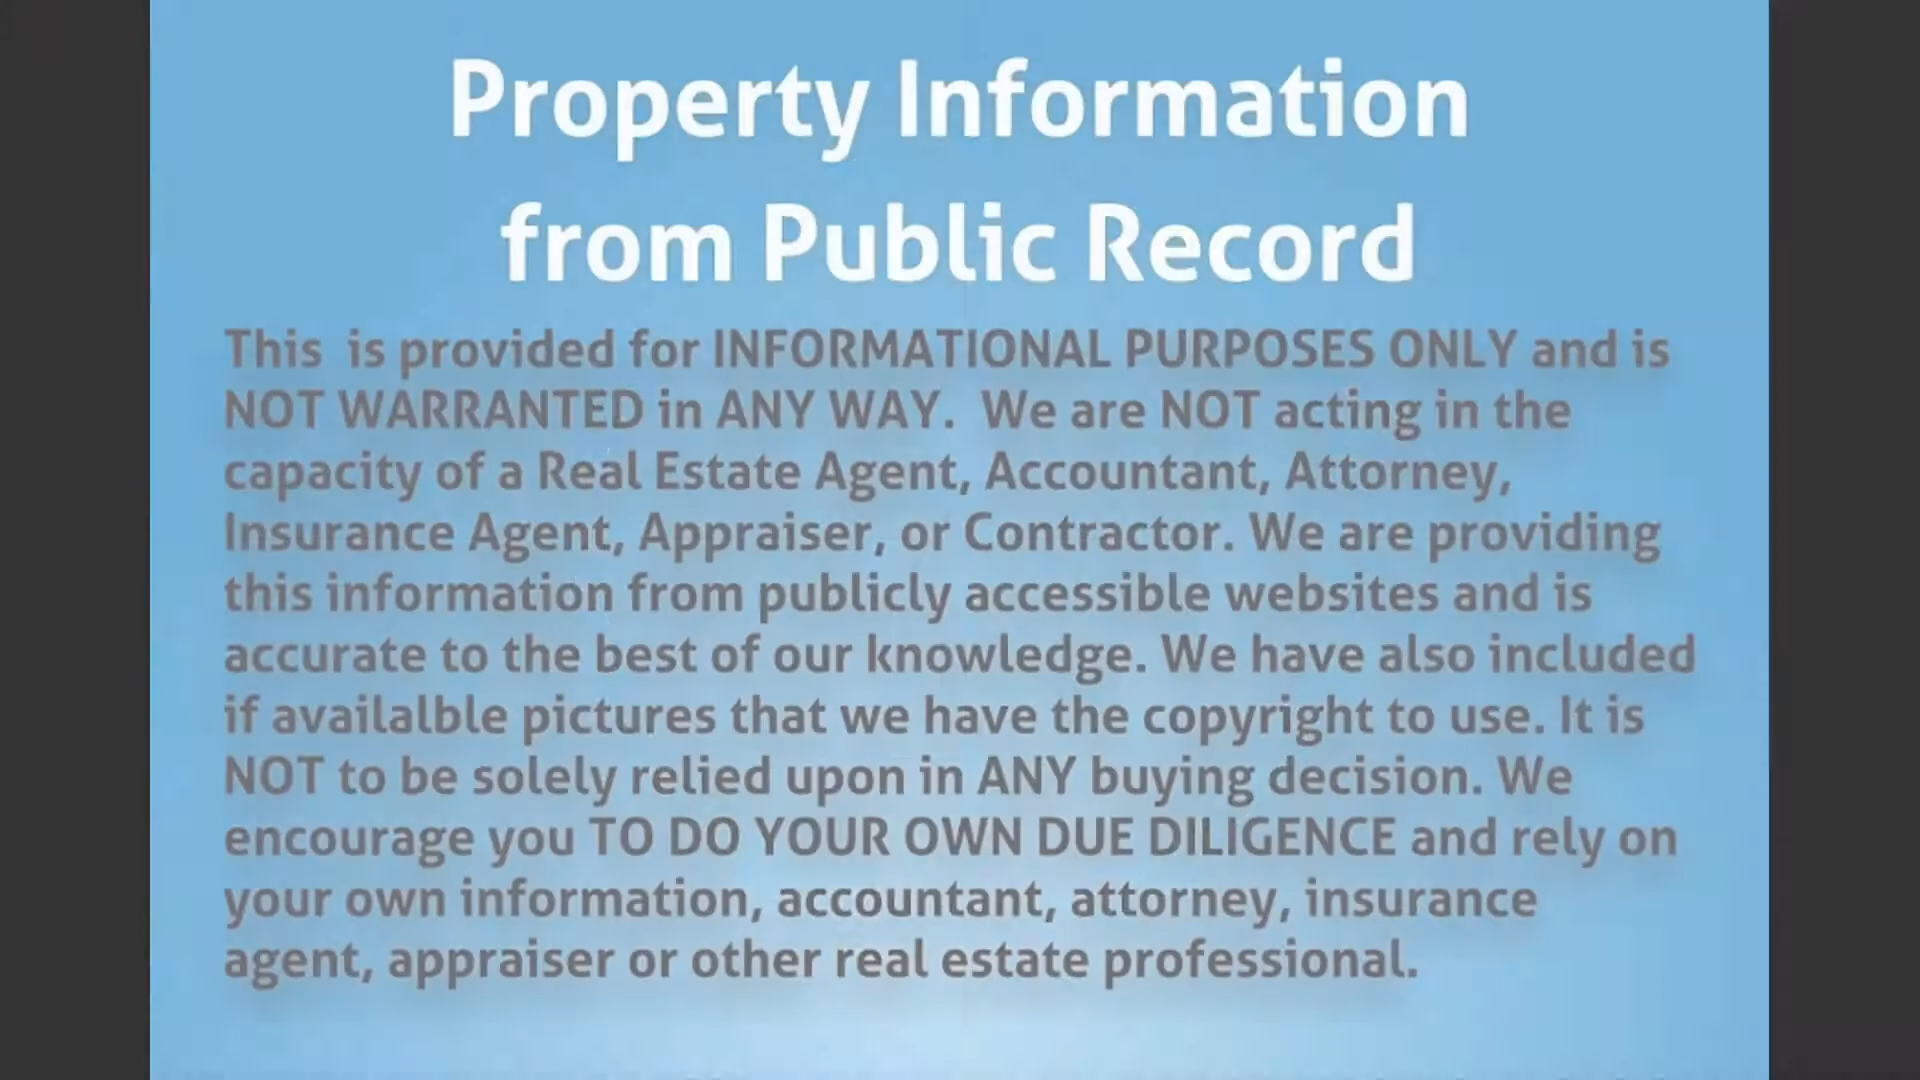 Property Information
from Public Record
This is provided for INFORMATIONAL PURPOSES ONLY and is
NOT WARRANTED in ANY WAY. We are NOT acting in the
capacity of a Real Estate Agent, Accountant, Attorney,
Insurance Agent, Appraiser, or Contractor. We are providing
this information from publicly accessible websites and is
accurate to the best of our knowledge. We have also included
if availalble pictures that we have the copyright to use. It is
NOT to be solely relied upon in ANY buying decision. We
encourage you TO DO YOUR OWN DUE DILIGENCE and rely on
your own information, accountant, attorney, insurance
agent, appraiser or other real estate professional.